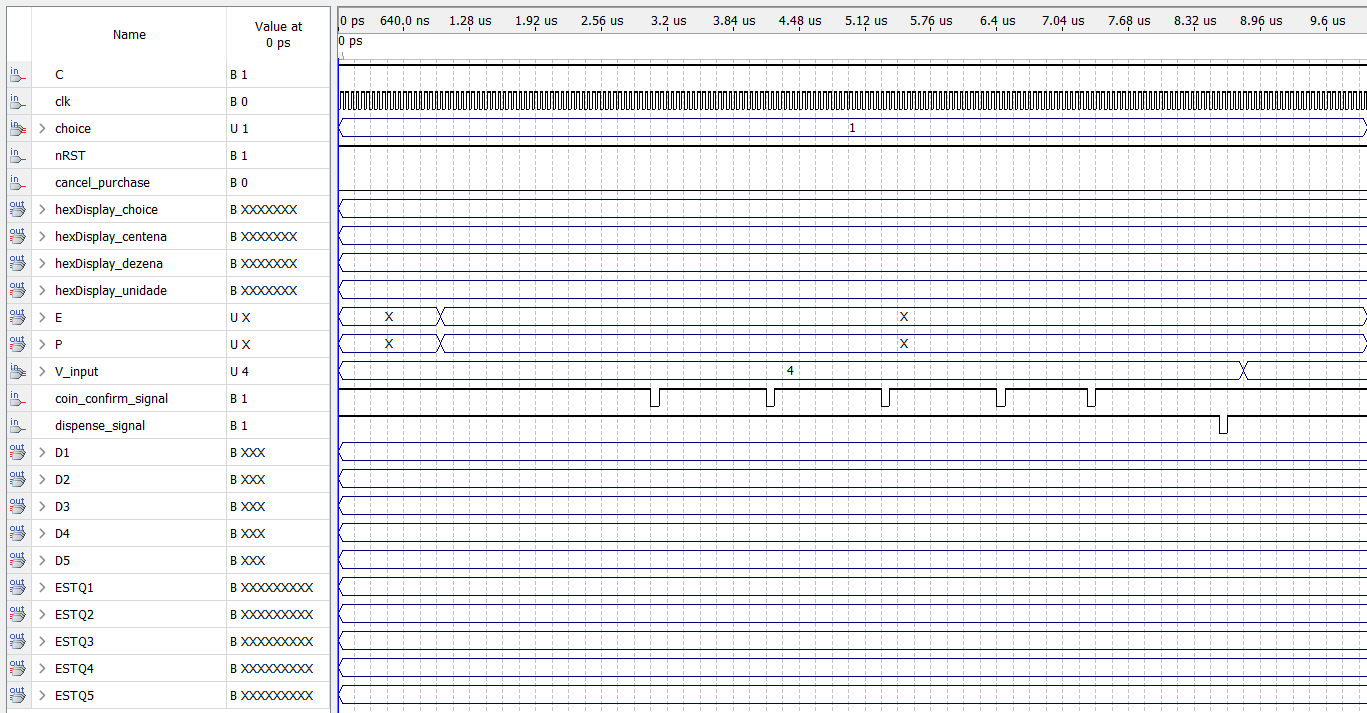 Name Value at 0 ps
0 ps 640.0 ns 1.28 us 1.92 us 2.56 us 3.2 us 3.84 us 4.48 us 5.12 us 5.76 us 6.4 us 7.04 us 7.68 us 8.32 us 8.96 us 9.6 us
0 ps
in C B 1
in clk B 0
in > choice U 1 1
in nRST B 1
in cancel_purchase B 0
out > hexDisplay_choice B XXXXXXX
out > hexDisplay_centena B XXXXXXX
out > hexDisplay_dezena B XXXXXXX
out > hexDisplay_unidade B XXXXXXX
out > E U X X X
out > P U X X X
in > V_input U 4 4
in coin_confirm_signal B 1
in dispense_signal B 1
out > D1 B XXX
out > D2 B XXX
out > D3 B XXX
out > D4 B XXX
out > D5 B XXX
out > ESTQ1 B XXXXXXXXX
out > ESTQ2 B XXXXXXXXX
out > ESTQ3 B XXXXXXXXX
out > ESTQ4 B XXXXXXXXX
out > ESTQ5 B XXXXXXXXX